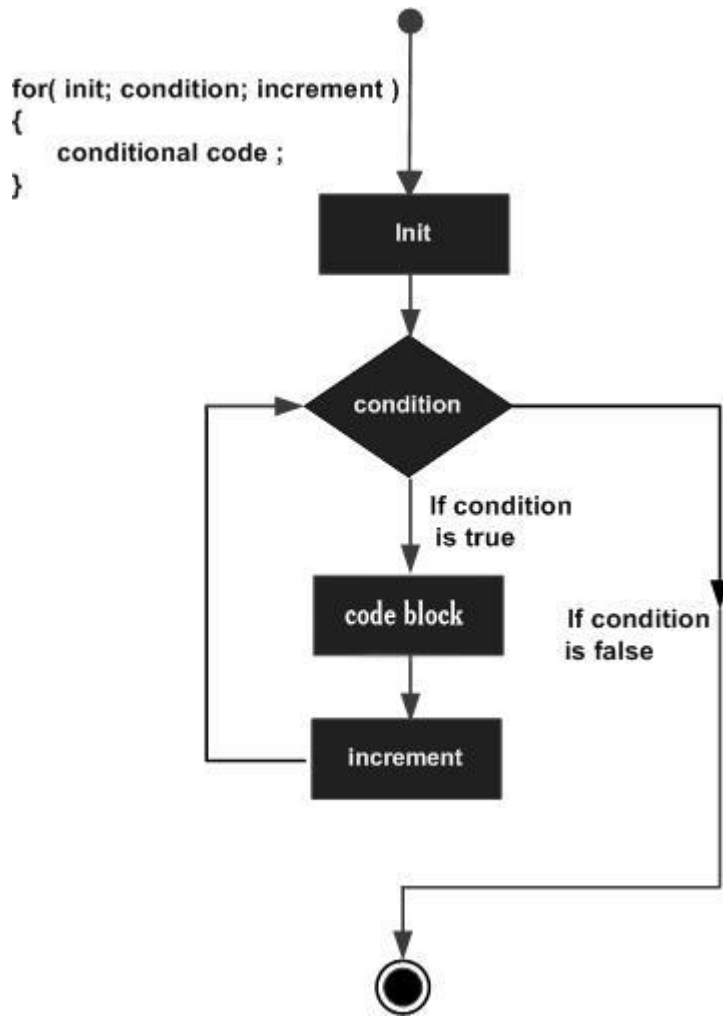 for( init; condition; increment )
{
conditional code ;
}
Init
condition
If condition
is true
code block
If condition
is false
increment